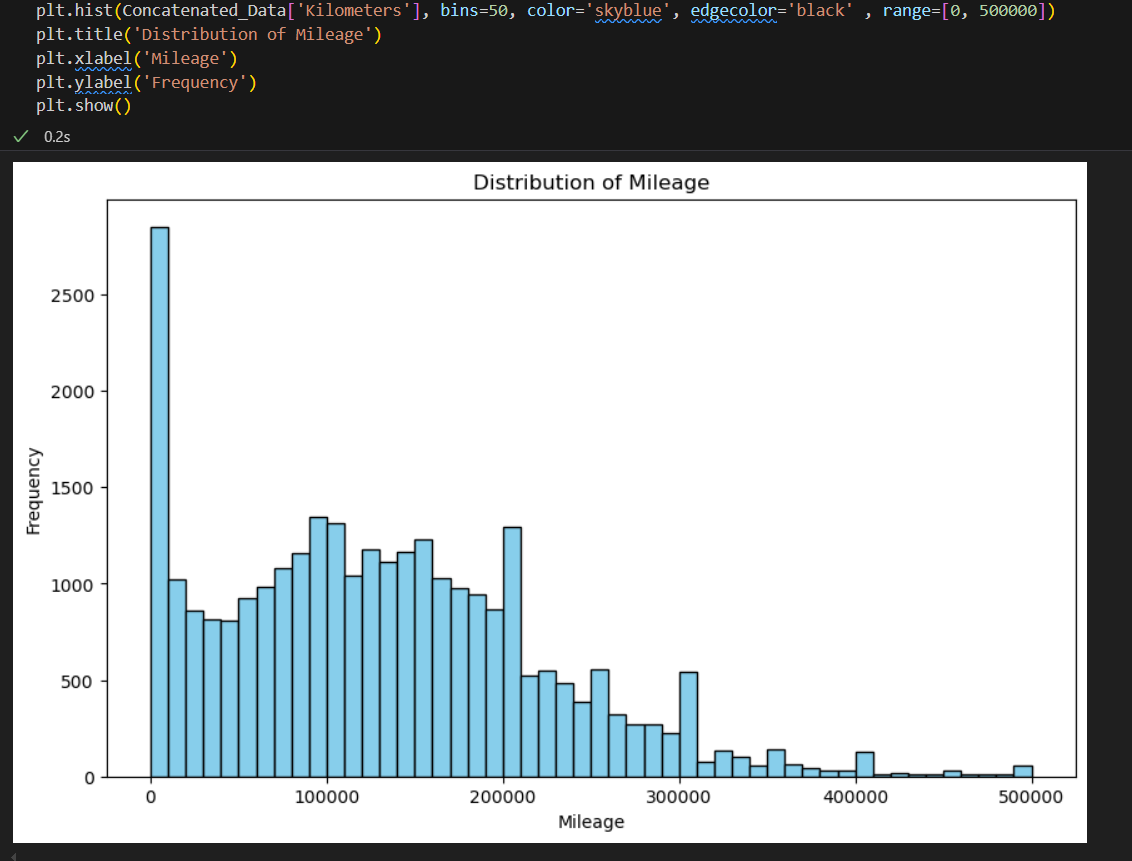 plt.hist(Concatenated_Data['Kilometers'], bins=50, color='skyblue', edgecolor='black' , range=[0, 500000])
plt.title('Distribution of Mileage')
plt.xlabel('Mileage')
plt.ylabel('Frequency')
plt.show()
0.2s
Distribution of Mileage
2500
2000
1500
1000
500
0
Frequency
0 100000 200000 300000 400000 500000
Mileage